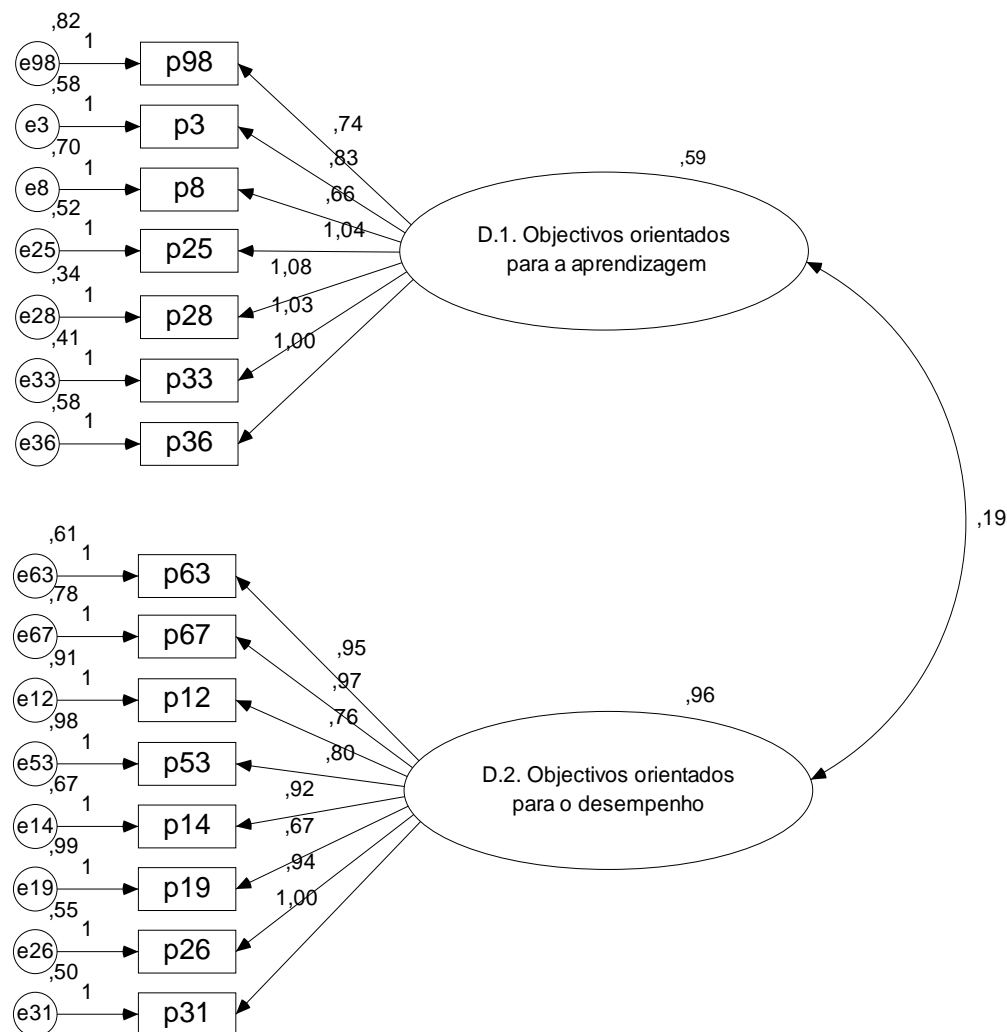 ,82
1
e98
p98
,58
1
e3
p3
,70
1
e8
p8
,52
1
e25
p25
,34
1
e28
p28
,41
1
e33
p33
,58
1
e36
p36
,74
,83
,66
1,04
1,08
1,03
1,00
,59
D.1. Objectivos orientados
para a aprendizagem
,19
,61
1
e63
p63
,78
1
e67
p67
,91
1
e12
p12
,98
1
e53
p53
,67
1
e14
p14
,99
1
e19
p19
,55
1
e26
p26
,50
1
e31
p31
,95
,97
,76
,80
,92
,67
,94
1,00
,96
D.2. Objectivos orientados
para o desempenho